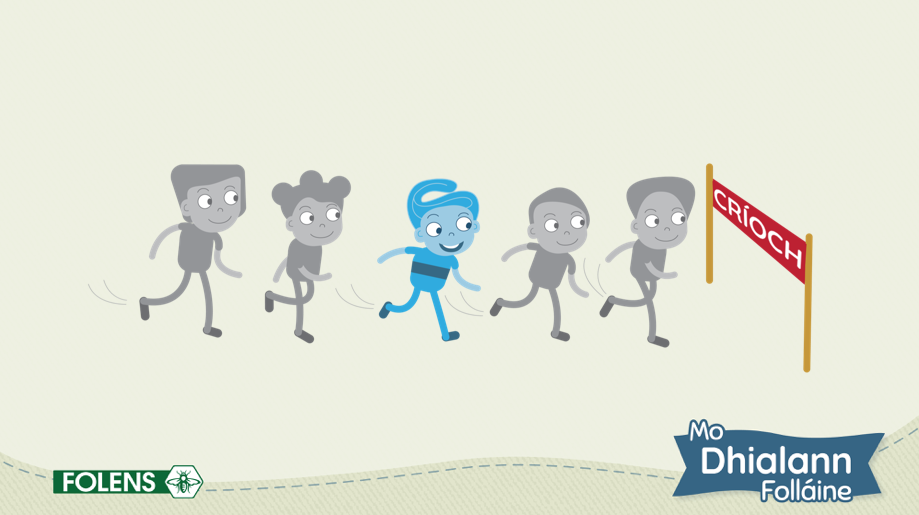 CRÍOCH
FOLENS
Mo
Dhialann
Folláine